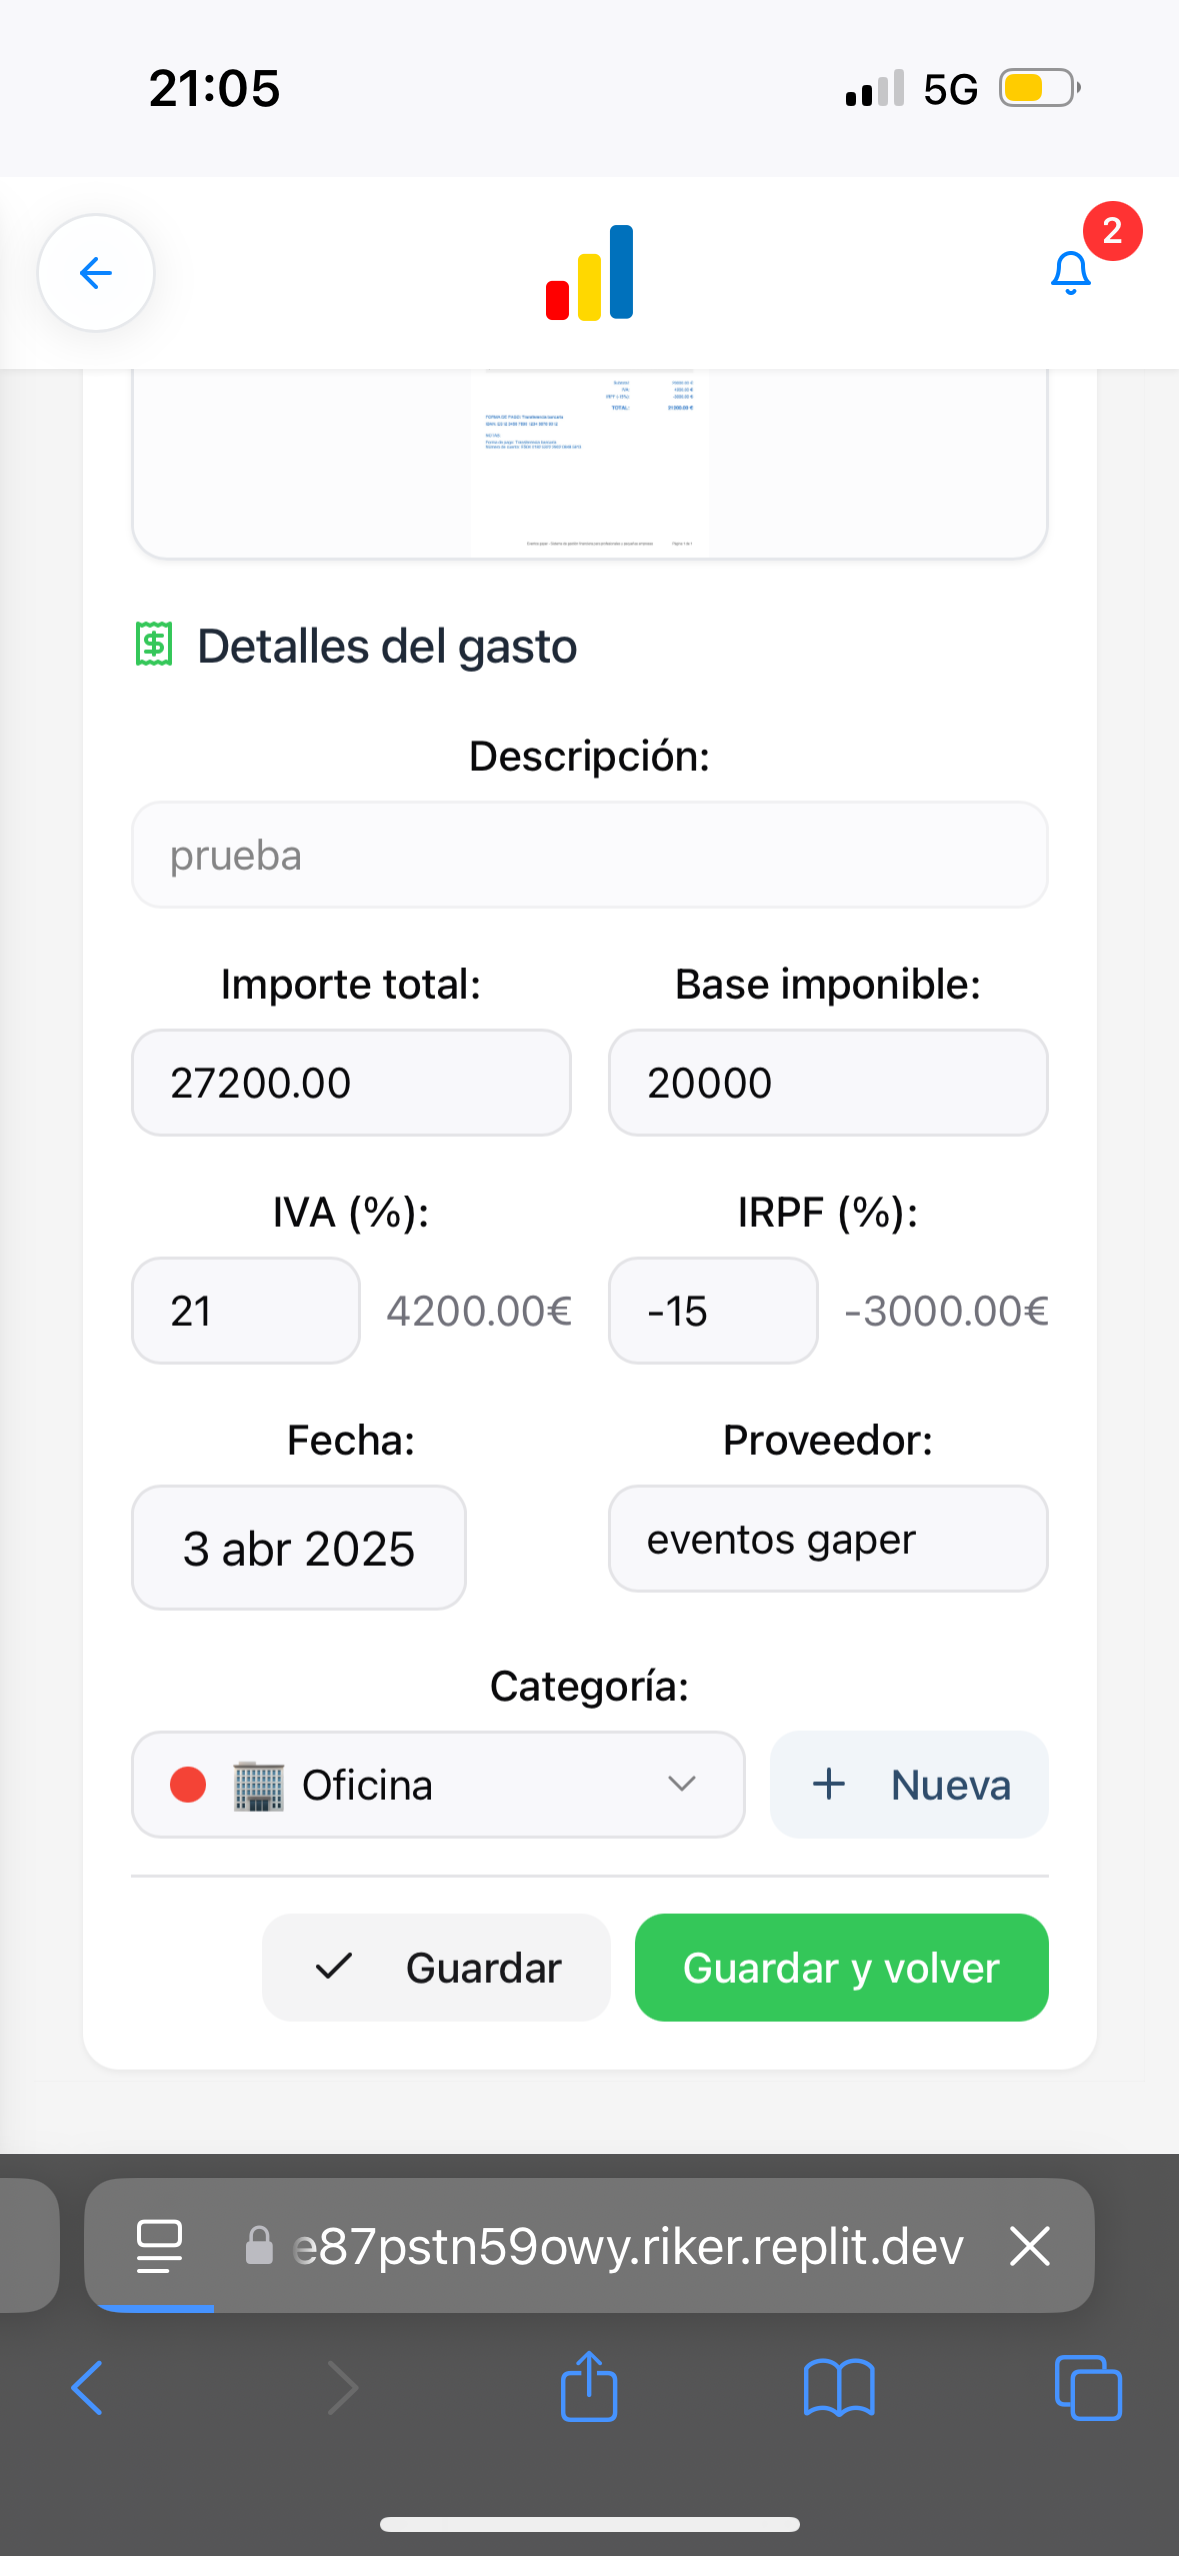 21:05
5G
2
TOTAL:
Detalles del gasto
Descripción:
prueba
Importe total:
Base imponible:
27200.00
20000
IVA (%):
IRPF (%):
21
4200.00€
-15
-3000.00€
Fecha:
Proveedor:
3 abr 2025
eventos gaper
Categoría:
Oficina
Nueva
Guardar
Guardar y volver
e87pstn59owy.riker.replit.dev